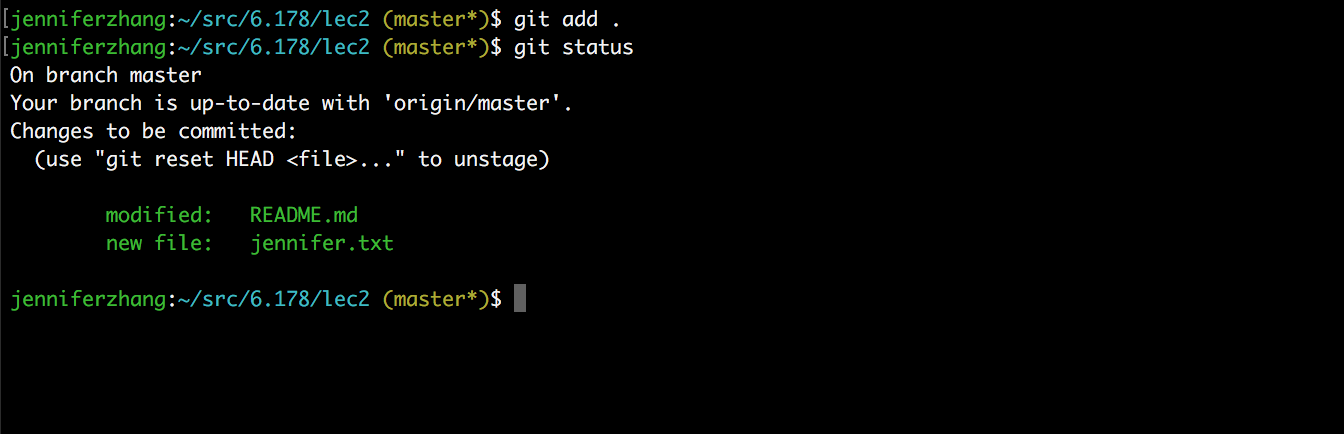 [jenniferzhang:~/src/6.178/lec2 (master*)$ git add .
[jenniferzhang:~/src/6.178/lec2 (master*)$ git status
On branch master
Your branch is up-to-date with 'origin/master'.
Changes to be committed:
  (use "git reset HEAD <file>..." to unstage)

        modified:   README.md
        new file:   jennifer.txt

jenniferzhang:~/src/6.178/lec2 (master*)$